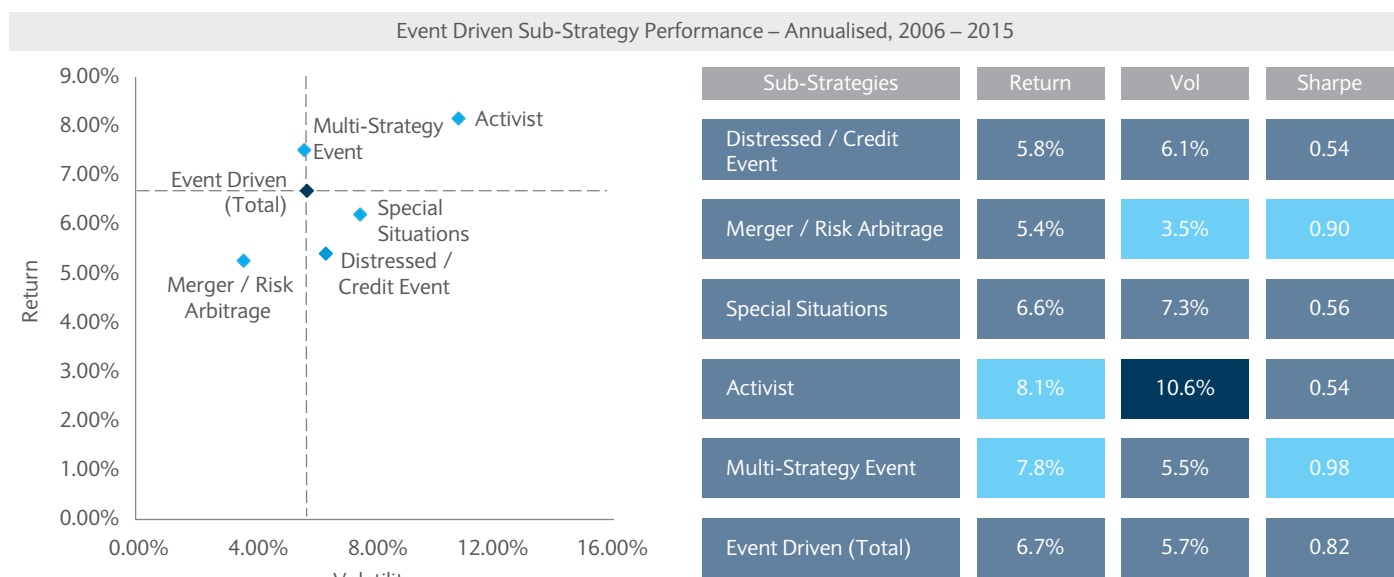 Event Driven Sub-Strategy Performance – Annualised, 2006 – 2015
9.00%
8.00%
7.00%
6.00%
5.00%
4.00%
3.00%
2.00%
1.00%
0.00%
Return
0.00%
4.00%
8.00%
12.00%
16.00%
Activist
Multi-Strategy
Event
Event Driven
(Total)
Special
Situations
Distressed /
Credit Event
Merger / Risk
Arbitrage
Sub-Strategies Return Vol Sharpe
Distressed / Credit
Event
5.8% 6.1% 0.54
Merger / Risk Arbitrage 5.4% 3.5% 0.90
Special Situations 6.6% 7.3% 0.56
Activist 8.1% 10.6% 0.54
Multi-Strategy Event 7.8% 5.5% 0.98
Event Driven (Total) 6.7% 5.7% 0.82